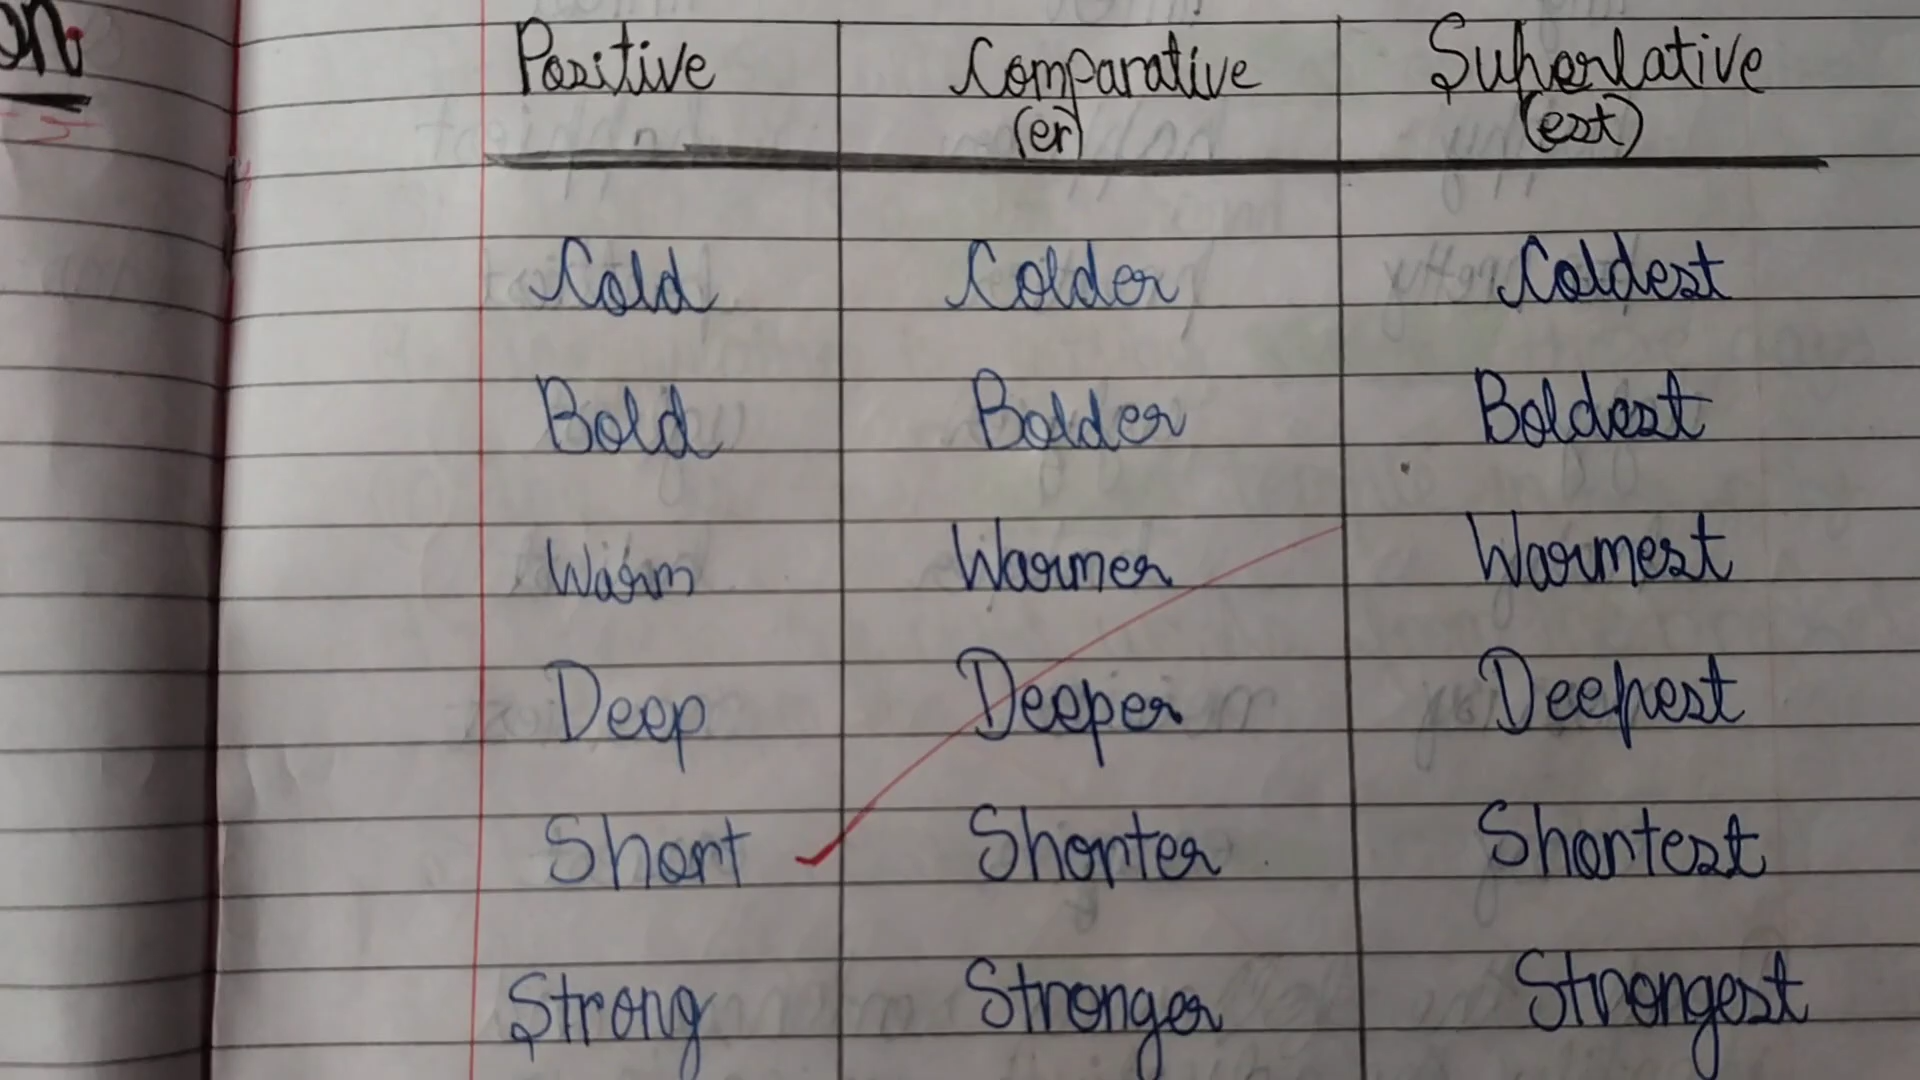 on.
Positive Comparative Superlative
(er) (est)
Cold Colder Coldest
Bold Bolder Boldest
Warm Warmer Warmest
Deep Deeper Deepest
Short Shorter Shortest
Strong Stronger Strongest